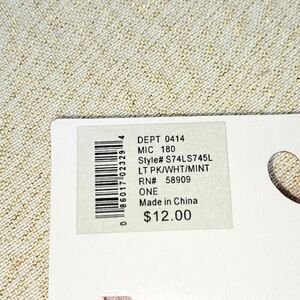 DEPT 0414
MIC 180
Style# S74LS745L
LT PK/WHT/MINT
RN# 58909
ONE
Made in China
$12.00
0 86017 02329 4